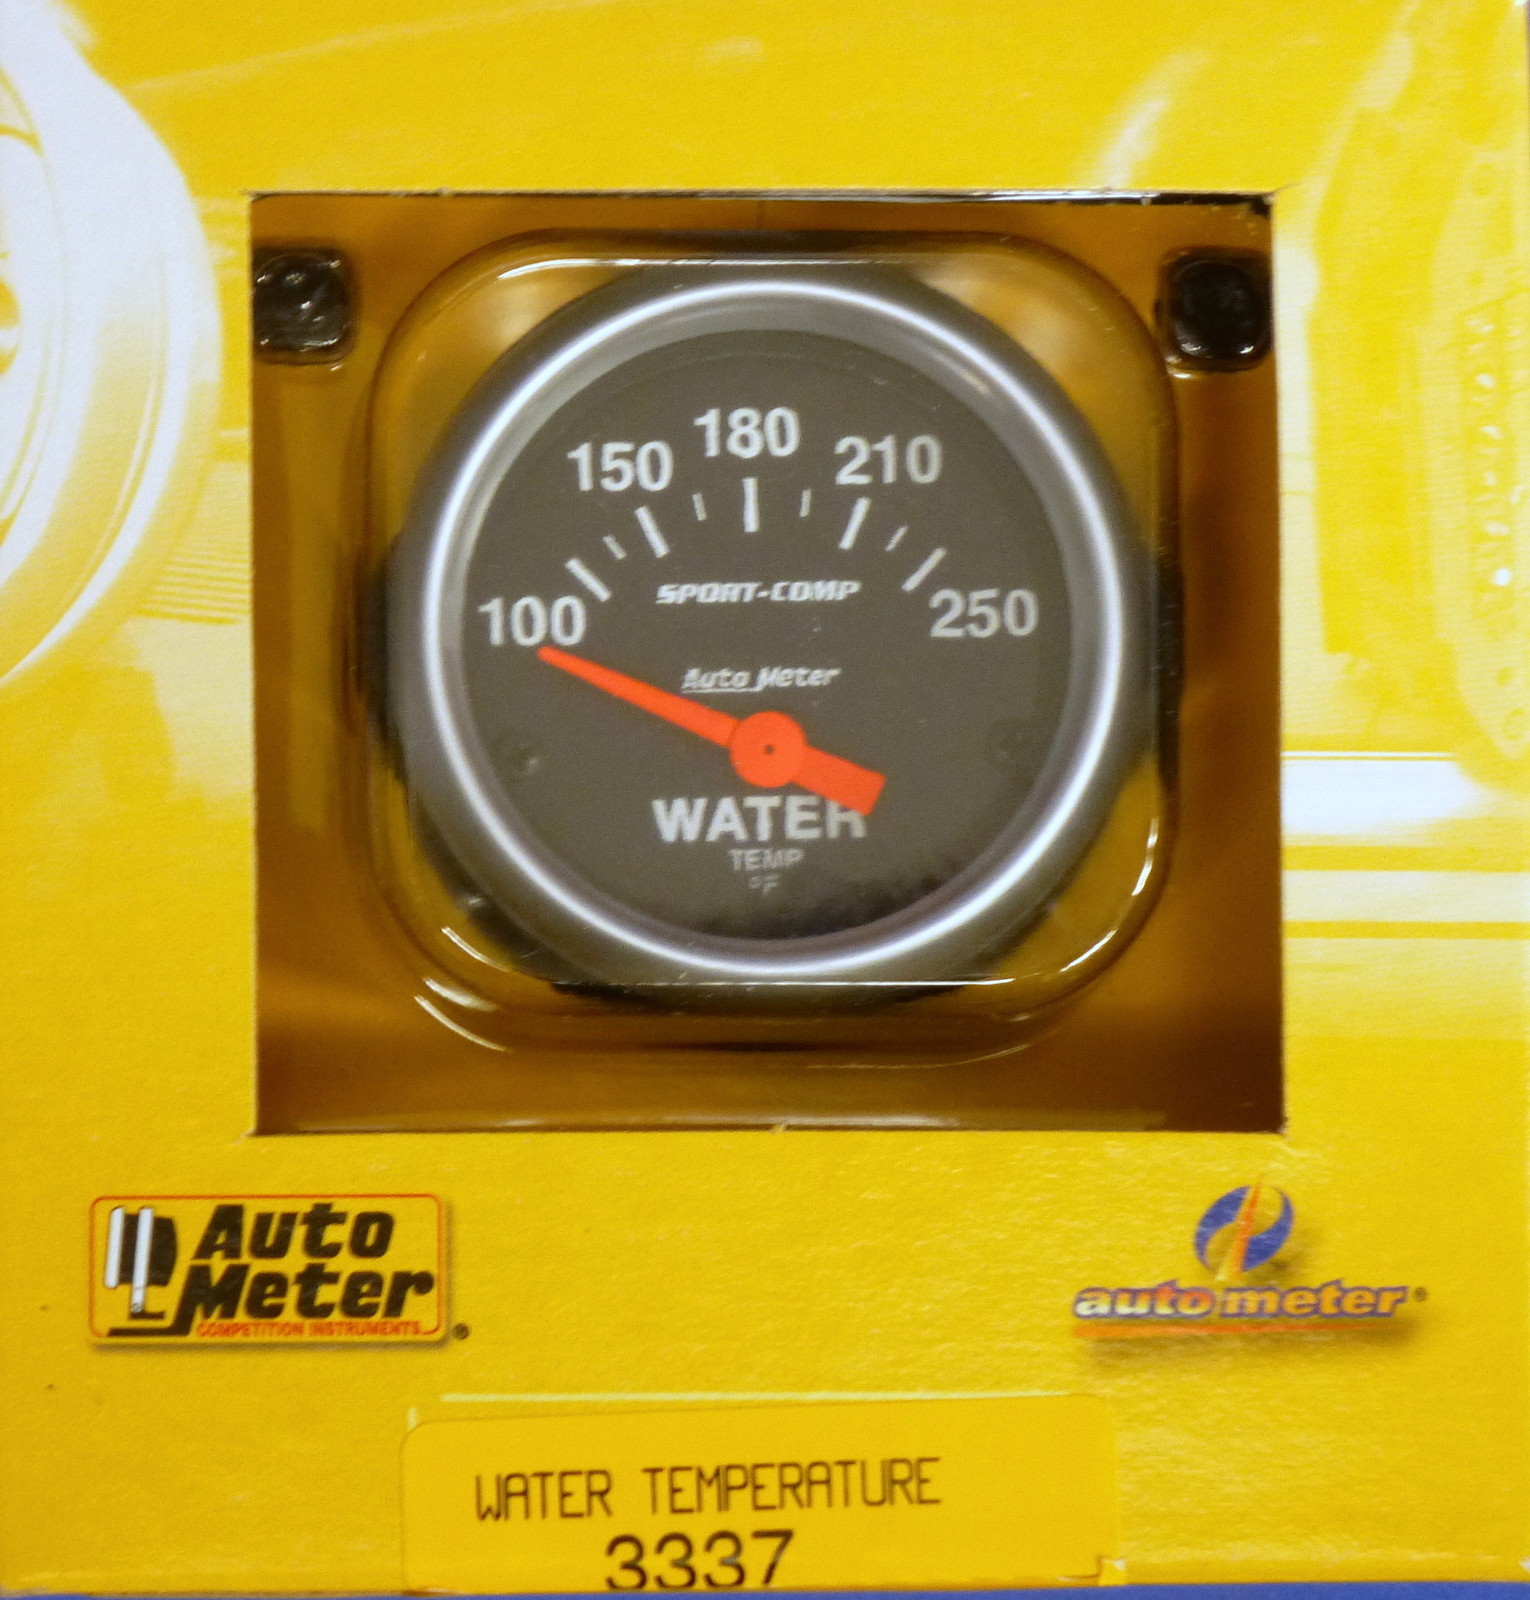 150 180 210
100 250
SPORT-COMP
Auto Meter
WATER
TEMP
°F
Auto
Meter
COMPETITION INSTRUMENTS
®
auto meter®
WATER TEMPERATURE
3337